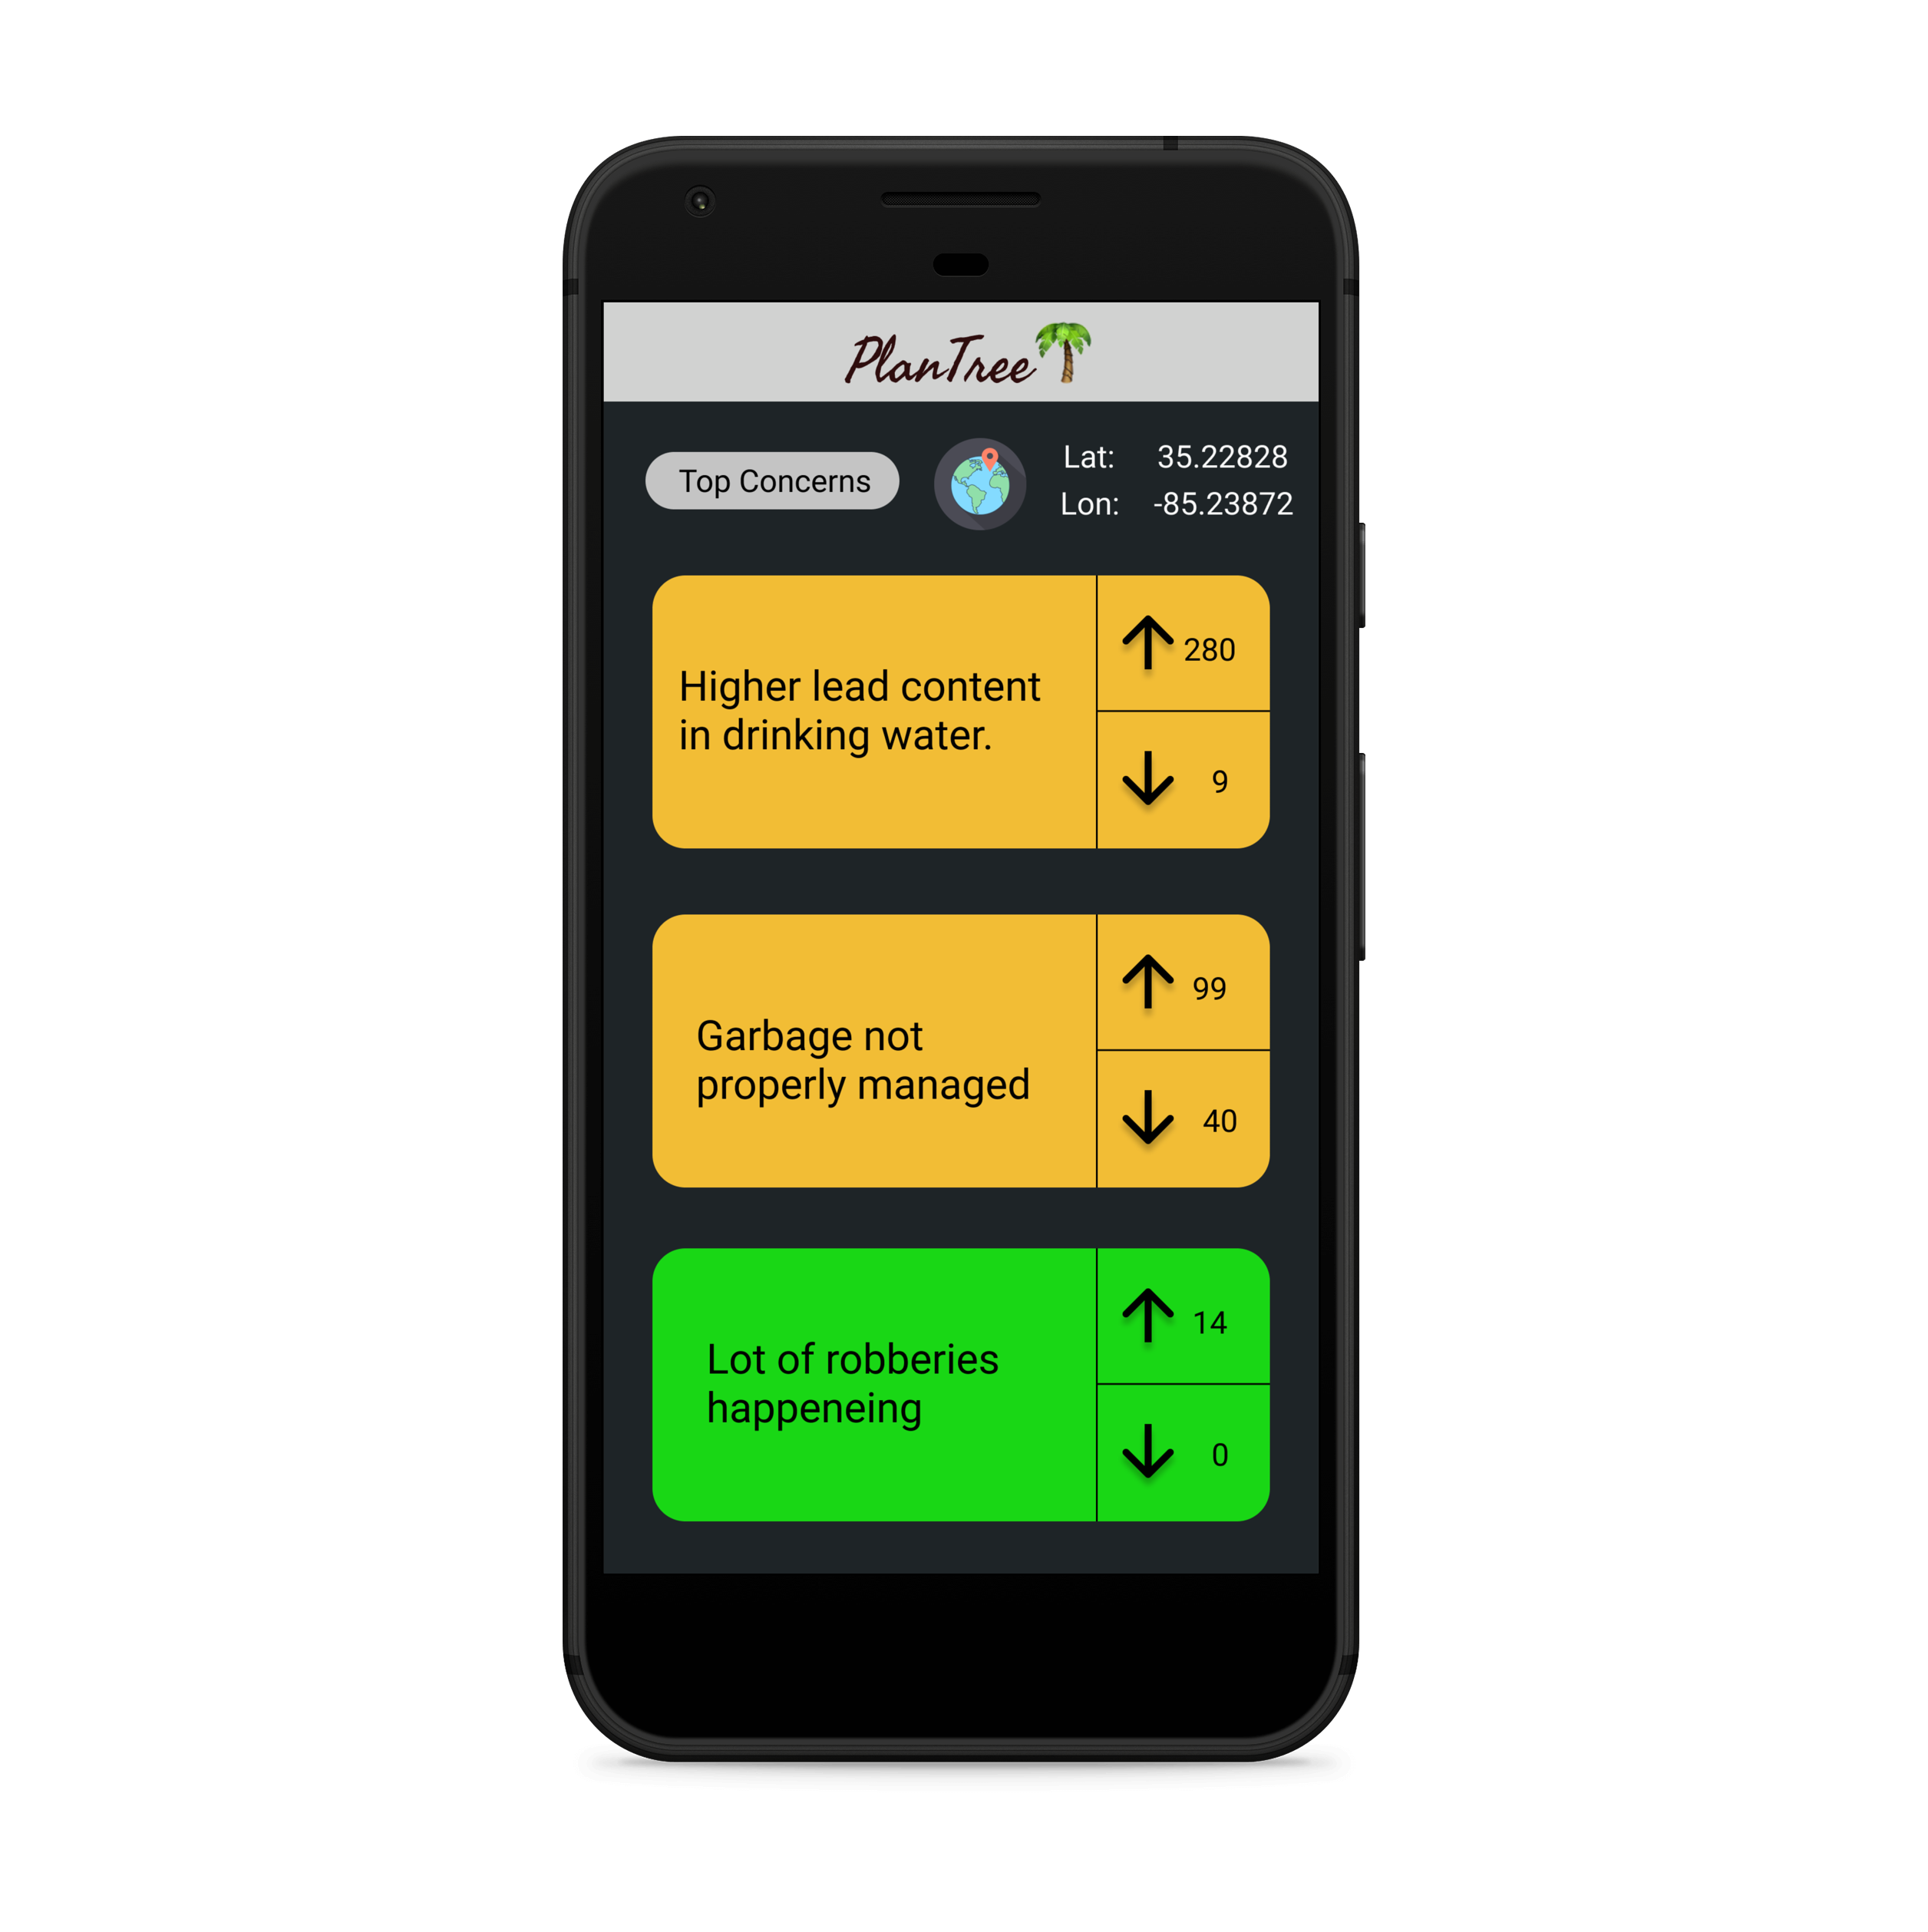 PlanTree
Top Concerns
Lat: 35.22828
Lon: -85.23872
Higher lead content
in drinking water.
280
9
Garbage not
properly managed
99
40
Lot of robberies
happeneing
14
0